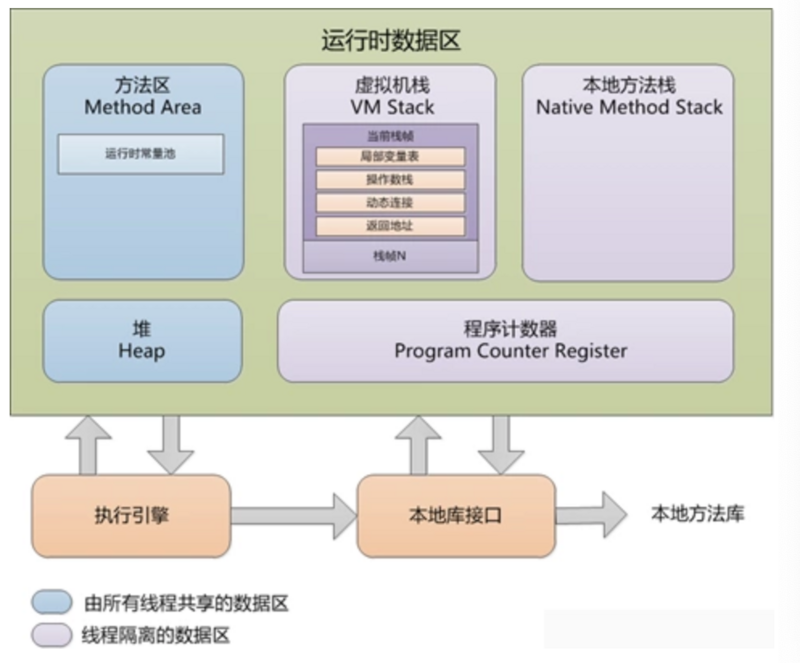 运行时数据区
方法区
Method Area
运行时常量池
虚拟机栈
VM Stack
当前栈帧
局部变量表
操作数栈
动态连接
返回地址
栈帧N
本地方法栈
Native Method Stack
堆
Heap
程序计数器
Program Counter Register
执行引擎
本地库接口
本地方法库
由所有线程共享的数据区
线程隔离的数据区